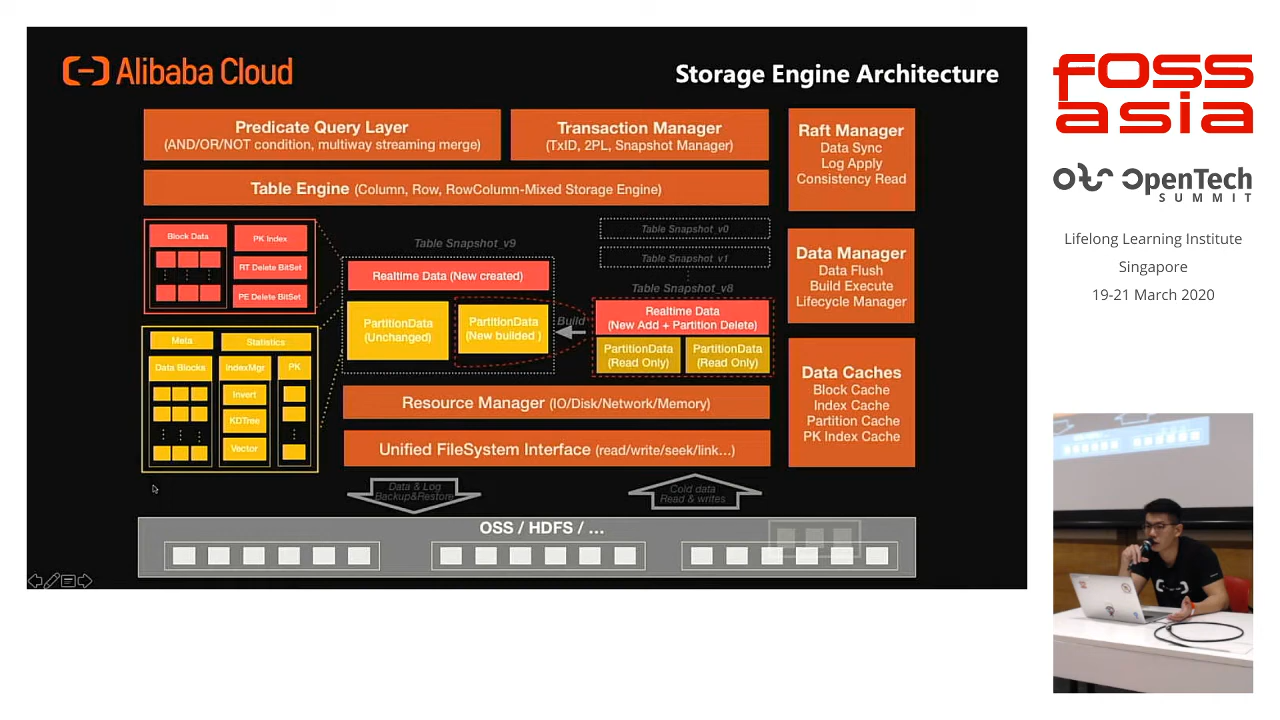 Alibaba Cloud
Storage Engine Architecture
Predicate Query Layer
(AND/OR/NOT condition, multiway streaming merge)
Transaction Manager
(TxID, 2PL, Snapshot Manager)
Raft Manager
Data Sync
Log Apply
Consistency Read
Table Engine (Column, Row, RowColumn-Mixed Storage Engine)
Block Data
PK Index
RT Delete BitSet
PE Delete BitSet
Table Snapshot_v9
Realtime Data (New created)
PartitionData
(Unchanged)
PartitionData
(New builded )
Build
Table Snapshot_v0
Table Snapshot_v1
Table Snapshot_v8
Realtime Data
(New Add + Partition Delete)
PartitionData
(Read Only)
PartitionData
(Read Only)
Data Manager
Data Flush
Build Execute
Lifecycle Manager
Meta
Statistics
Data Blocks
IndexMgr
PK
Invert
KDTree
Vector
Resource Manager (IO/Disk/Network/Memory)
Unified FileSystem Interface (read/write/seek/link...)
Data Caches
Block Cache
Index Cache
Partition Cache
PK Index Cache
Data & Log
Backup&Restore
Cold data
Read & writes
OSS / HDFS / ...
fOSS
asia
OpenTech
SUMMIT
Lifelong Learning Institute
Singapore
19-21 March 2020